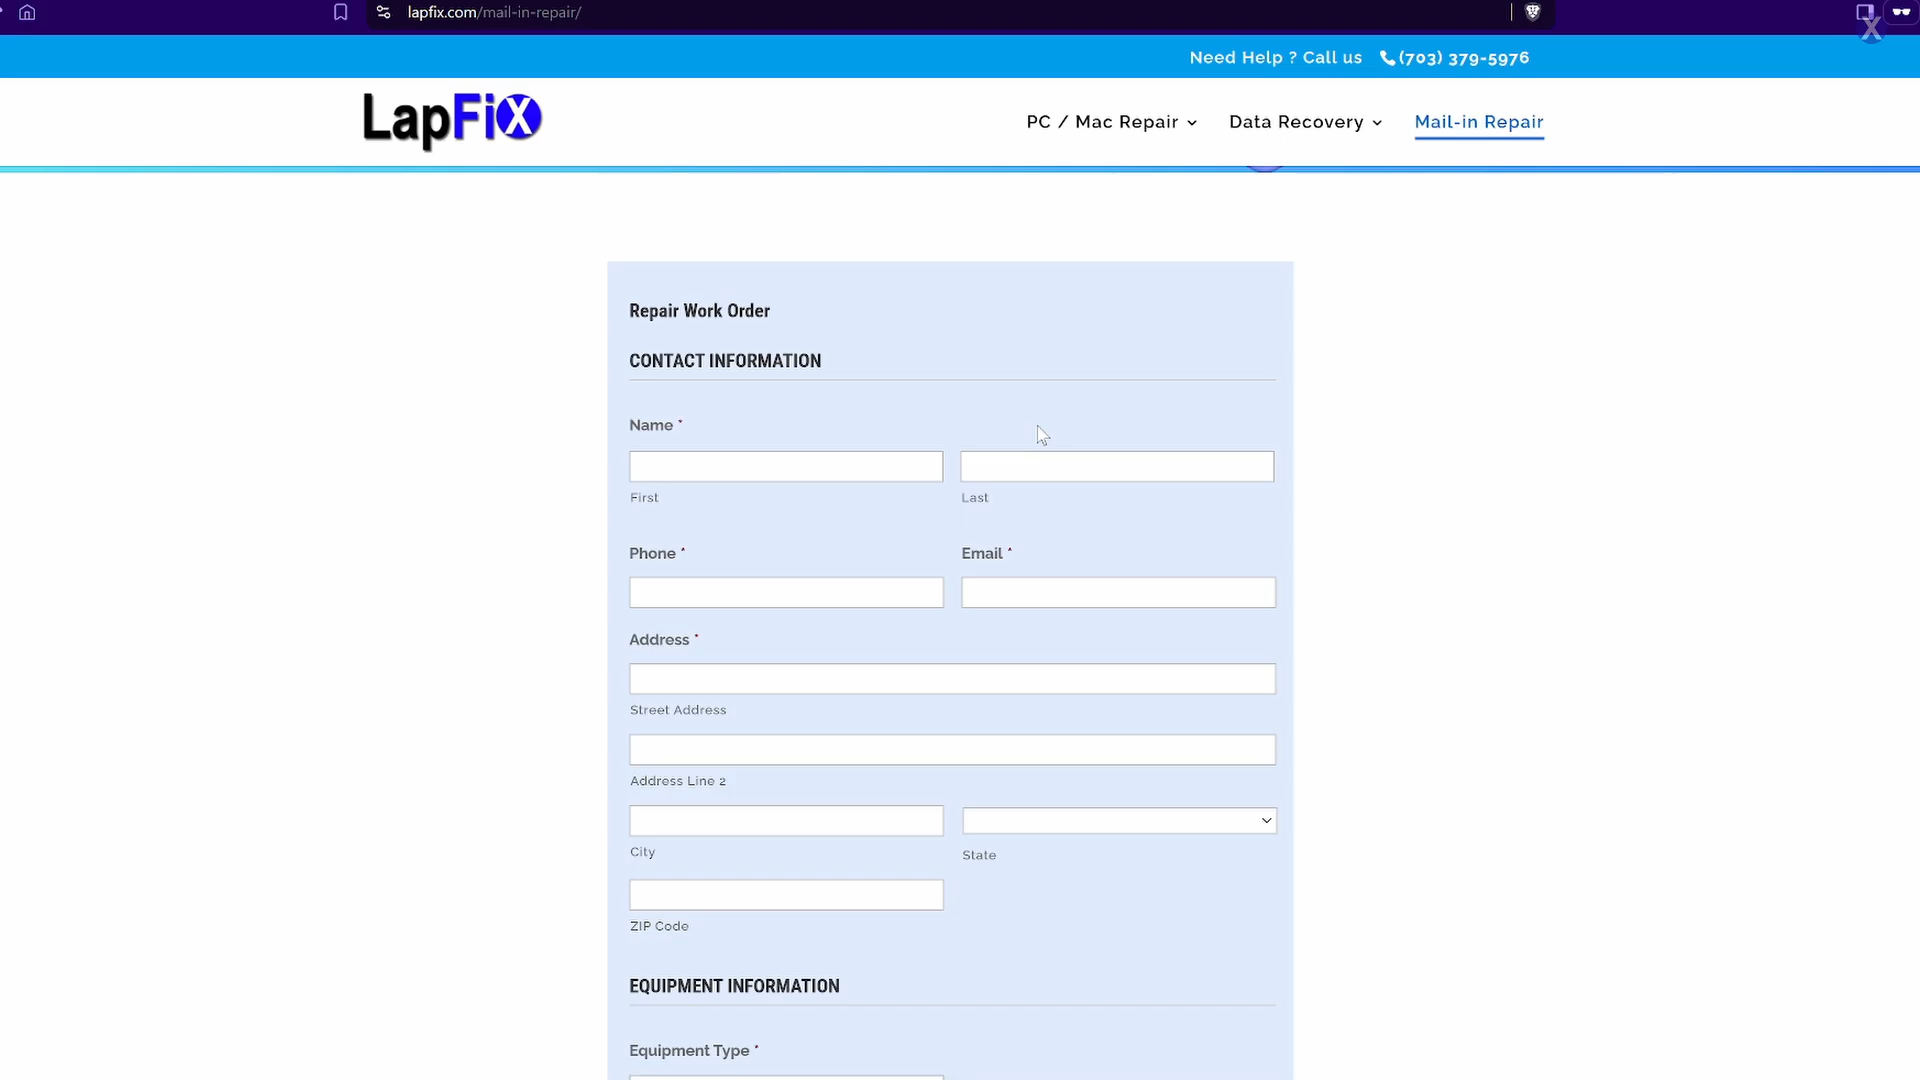 lapfix.com/mail-in-repair/
X
Need Help ? Call us (703) 379-5976
LapFiX
PC / Mac Repair Data Recovery Mail-in Repair
Repair Work Order
CONTACT INFORMATION
Name *
First Last
Phone * Email *
Address *
Street Address
Address Line 2
City State
ZIP Code
EQUIPMENT INFORMATION
Equipment Type *